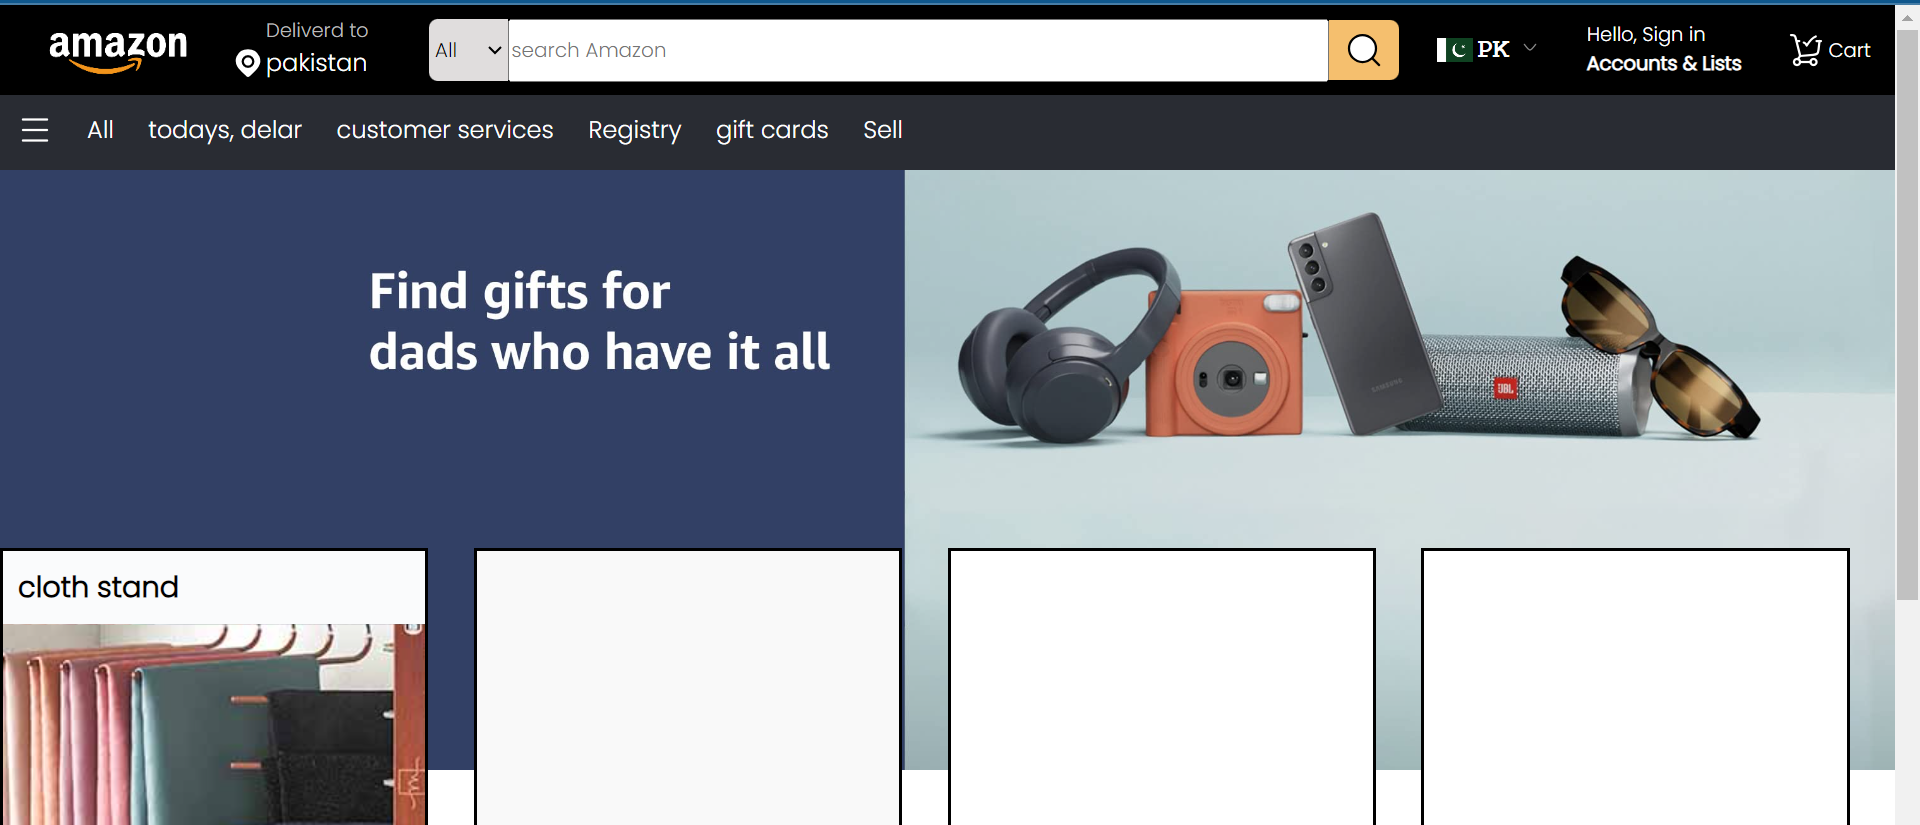 amazon
Deliverd to
pakistan
All
search Amazon
PK
Hello, Sign in
Accounts & Lists
Cart
All
todays, delar
customer services
Registry
gift cards
Sell
Find gifts for
dads who have it all
SAMSUNG
JBL
cloth stand